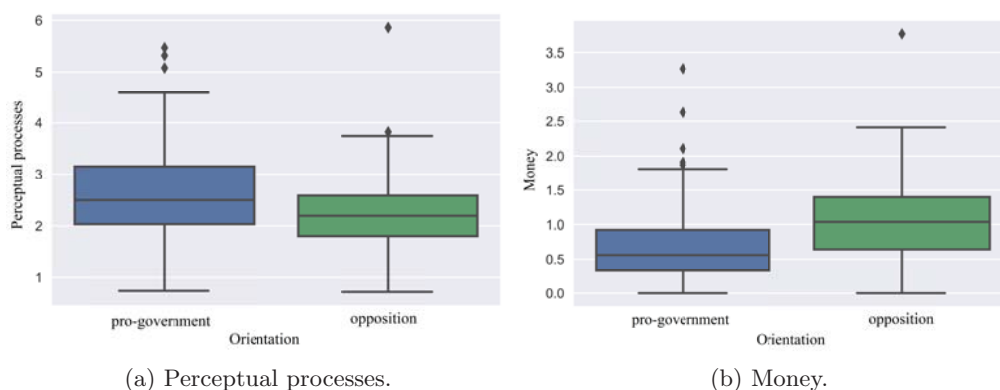 6
5
4
3
2
1
Perceptual processes
pro-government
opposition
Orientation
(a) Perceptual processes.
3.5
3.0
2.5
2.0
1.5
1.0
0.5
0.0
Money
pro-government
opposition
Orientation
(b) Money.